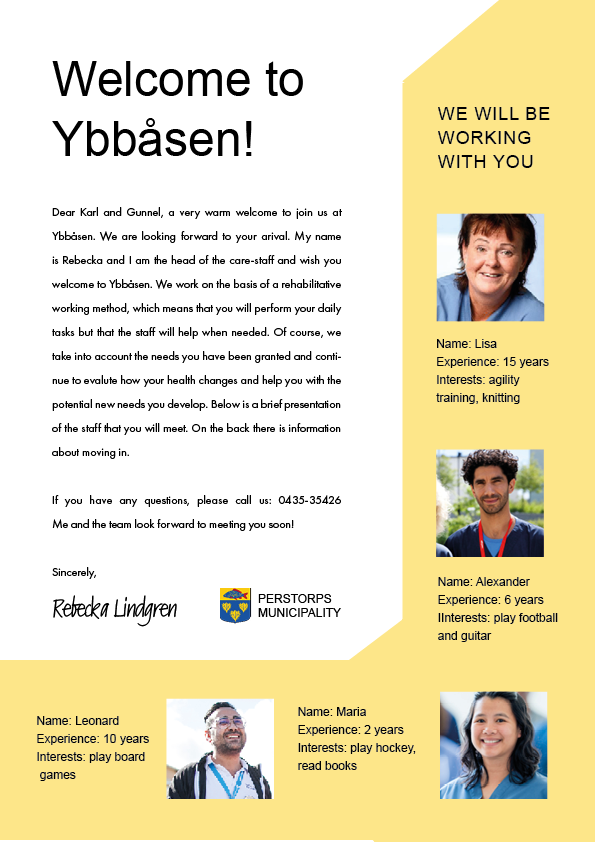 Welcome to
Ybbåsen!
Dear Karl and Gunnel, a very warm welcome to join us at
Ybbåsen. We are looking forward to your arival. My name
is Rebecka and I am the head of the care-staff and wish you
welcome to Ybbåsen. We work on the basis of a rehabilitative
working method, which means that you will perform your daily
tasks but that the staff will help when needed. Of course, we
take into account the needs you have been granted and conti-
nue to evalute how your health changes and help you with the
potential new needs you develop. Below is a brief presentation
of the staff that you will meet. On the back there is information
about moving in.
If you have any questions, please call us: 0435-35426
Me and the team look forward to meeting you soon!
Sincerely,
Rebecka Lindgren
PERSTORPS
MUNICIPALITY
WE WILL BE
WORKING
WITH YOU
Name: Lisa
Experience: 15 years
Interests: agility
training, knitting
Name: Alexander
Experience: 6 years
IInterests: play football
and guitar
Name: Leonard
Experience: 10 years
Interests: play board
games
Name: Maria
Experience: 2 years
Interests: play hockey,
read books